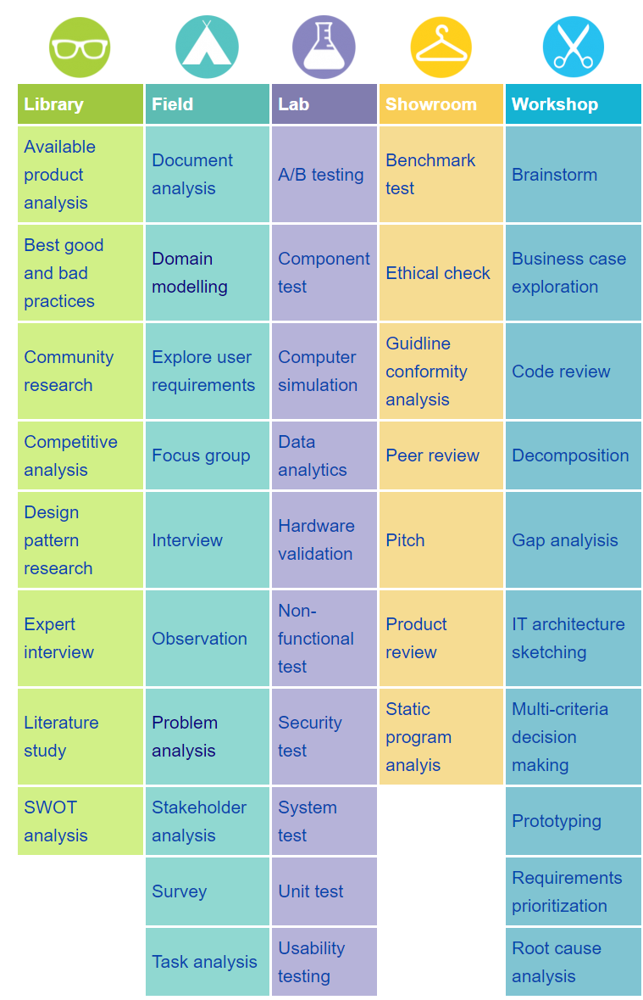 Library
Field
Lab
Showroom
Workshop
Available
product
analysis
Document
analysis
A/B testing
Benchmark
test
Brainstorm
Best good
and bad
practices
Domain
modelling
Component
test
Ethical check
Business case
exploration
Community
research
Explore user
requirements
Computer
simulation
Guidline
conformity
analysis
Code review
Competitive
analysis
Focus group
Data
analytics
Peer review
Decomposition
Design
pattern
research
Interview
Hardware
validation
Pitch
Gap analyisis
Expert
interview
Observation
Non-
functional
test
Product
review
IT architecture
sketching
Literature
study
Problem
analysis
Security
test
Static
program
analyis
Multi-criteria
decision
making
SWOT
analysis
Stakeholder
analysis
System
test
Prototyping
Survey
Unit test
Requirements
prioritization
Task analysis
Usability
testing
Root cause
analysis